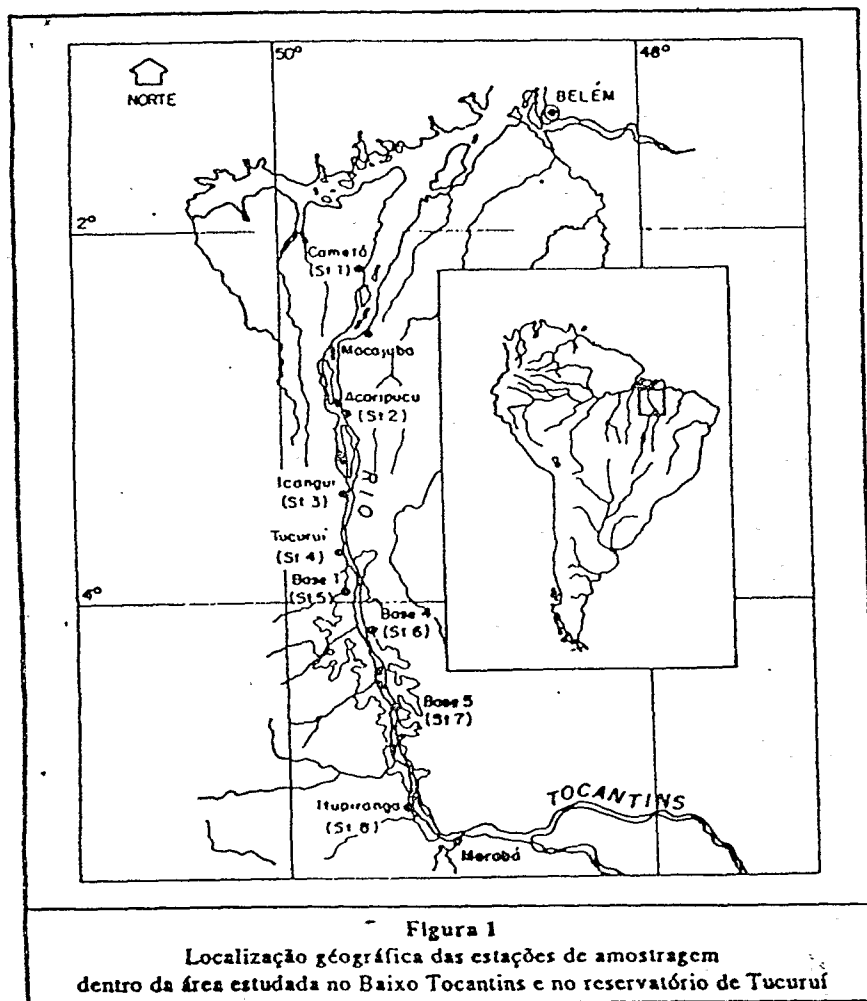 50°
48°
NORTE
BELÉM
2°
Cametá
(St 1)
Mocajuba
Acaripucu
(St 2)
Icangui
(St 3)
RIO
Tucuruí
(St 4)
Base 1
(St 5)
4°
Base 4
(St 6)
Base 5
(St 7)
TOCANTINS
Itupiranga
(St 8)
Marabá
Figura 1
Localização géográfica das estações de amostragem
dentro da área estudada no Baixo Tocantins e no reservatório de Tucuruí